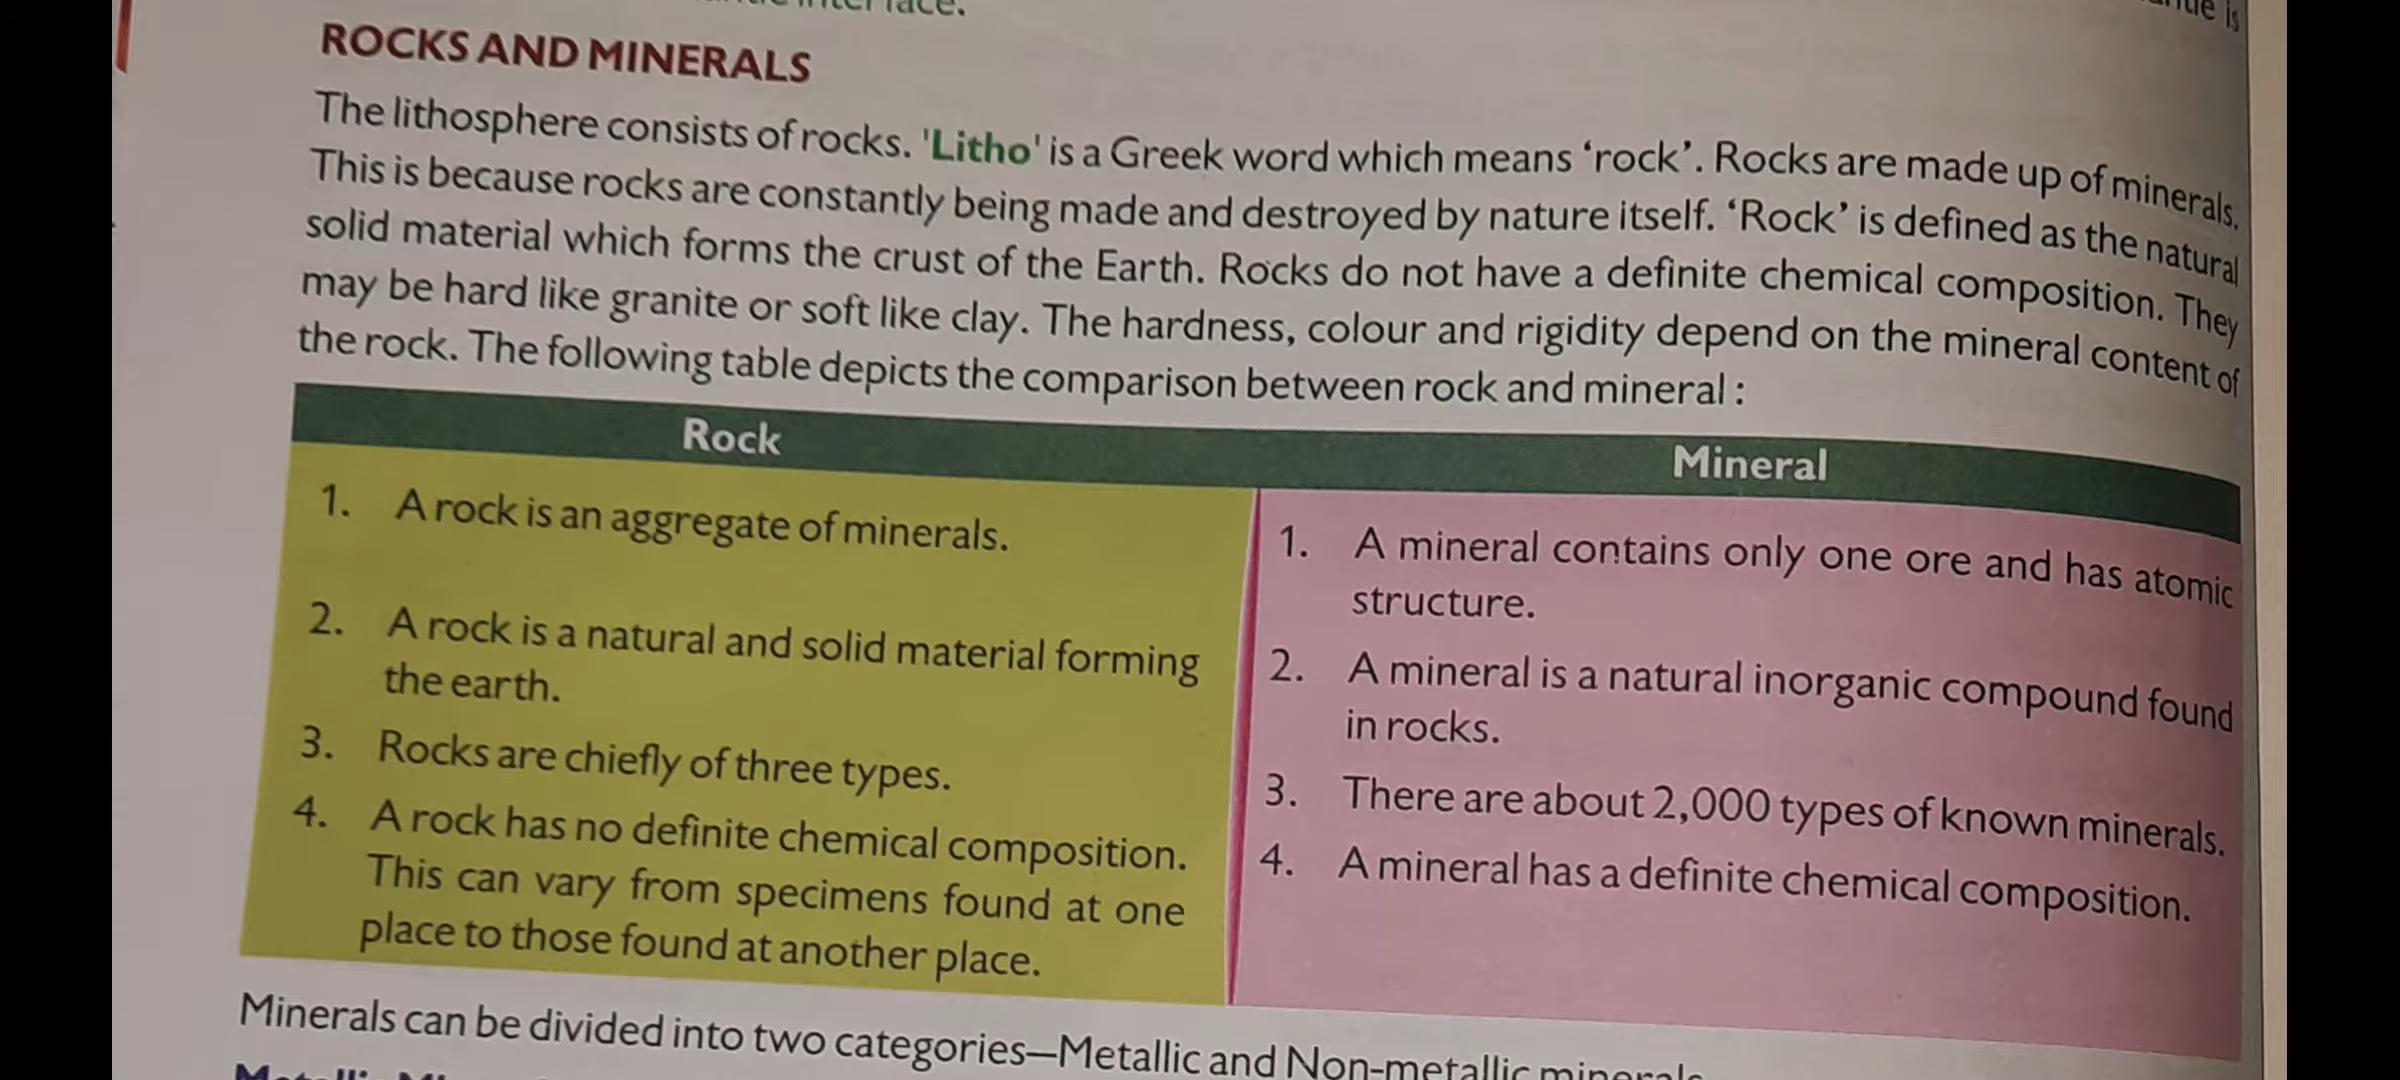 ROCKS AND MINERALS
The lithosphere consists of rocks. 'Litho' is a Greek word which means ‘rock’. Rocks are made up of minerals.
This is because rocks are constantly being made and destroyed by nature itself. ‘Rock’ is defined as the natural
solid material which forms the crust of the Earth. Rocks do not have a definite chemical composition. They
may be hard like granite or soft like clay. The hardness, colour and rigidity depend on the mineral content of
the rock. The following table depicts the comparison between rock and mineral :
Rock
1. A rock is an aggregate of minerals.
2. A rock is a natural and solid material forming
the earth.
3. Rocks are chiefly of three types.
4. A rock has no definite chemical composition.
This can vary from specimens found at one
place to those found at another place.
Mineral
1. A mineral contains only one ore and has atomic
structure.
2. A mineral is a natural inorganic compound found
in rocks.
3. There are about 2,000 types of known minerals.
4. A mineral has a definite chemical composition.
Minerals can be divided into two categories—Metallic and Non-metallic minerals